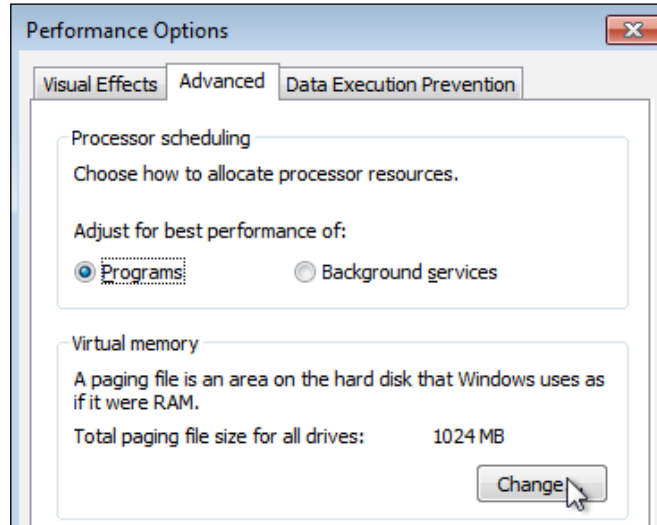 Performance Options
Visual Effects Advanced Data Execution Prevention
Processor scheduling
Choose how to allocate processor resources.
Adjust for best performance of:
Programs Background services
Virtual memory
A paging file is an area on the hard disk that Windows uses as
if it were RAM.
Total paging file size for all drives: 1024 MB
Change...